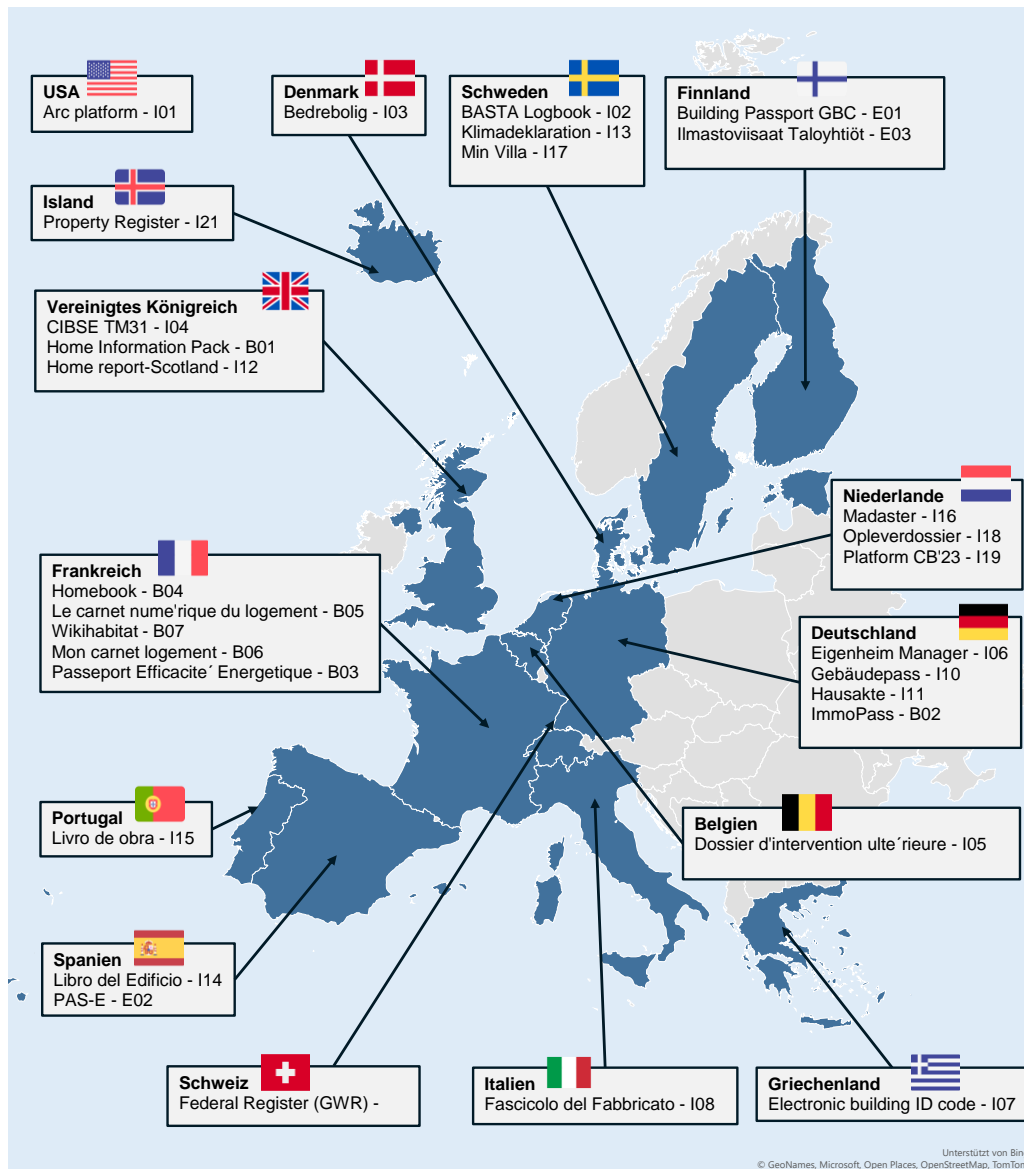 USA
Arc platform - I01
Denmark
Bedrebolig - I03
Schweden
BASTA Logbook - I02
Klimadeklaration - I13
Min Villa - I17
Finnland
Building Passport GBC - E01
Ilmastoviisaat Taloyhtiöt - E03
Island
Property Register - I21
Vereinigtes Königreich
CIBSE TM31 - I04
Home Information Pack - B01
Home report-Scotland - I12
Niederlande
Madaster - I16
Opleverdossier - I18
Platform CB'23 - I19
Frankreich
Homebook - B04
Le carnet nume'rique du logement - B05
Wikihabitat - B07
Mon carnet logement - B06
Passeport Efficacite´ Energetique - B03
Deutschland
Eigenheim Manager - I06
Gebäudepass - I10
Hausakte - I11
ImmoPass - B02
Portugal
Livro de obra - I15
Belgien
Dossier d'intervention ulte´rieure - I05
Spanien
Libro del Edificio - I14
PAS-E - E02
Schweiz
Federal Register (GWR) -
Italien
Fascicolo del Fabbricato - I08
Griechenland
Electronic building ID code - I07
Unterstützt von Bin
© GeoNames, Microsoft, Open Places, OpenStreetMap, TomTom